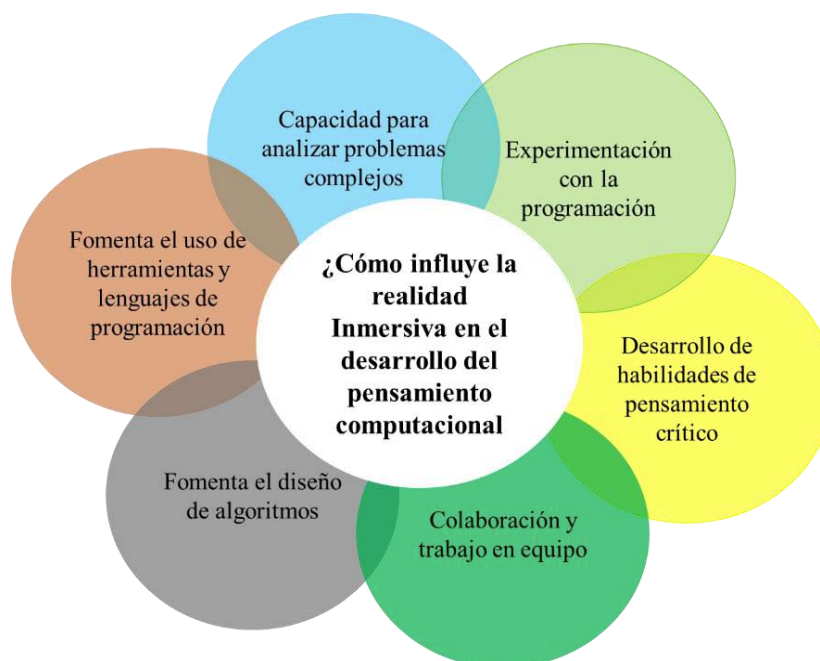 Capacidad para
analizar problemas
complejos
Experimentación
con la
programación
Fomenta el uso de
herramientas y
lenguajes de
programación
¿Cómo influye la
realidad
Inmersiva en el
desarrollo del
pensamiento
computacional
Desarrollo de
habilidades de
pensamiento
crítico
Fomenta el diseño
de algoritmos
Colaboración y
trabajo en equipo